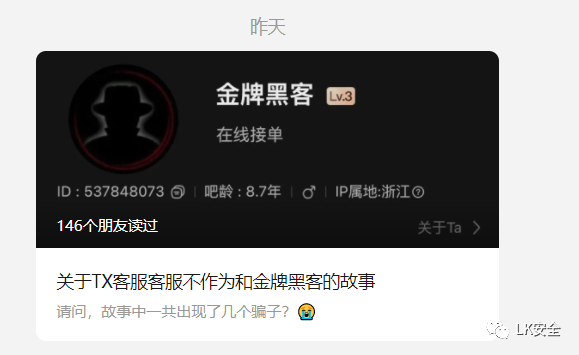 昨天
金牌黑客 Lv.3
在线接单
ID : 537848073 吧龄 : 8.7年 IP属地:浙江
146个朋友读过 关于Ta
关于TX客服客服不作为和金牌黑客的故事
请问，故事中一共出现了几个骗子？😭
LK安全